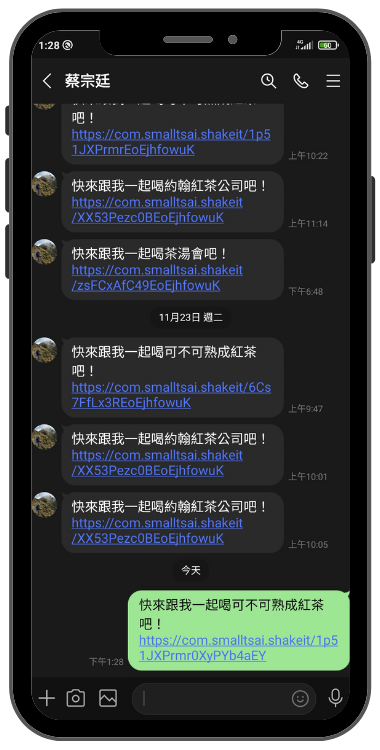 1:28
4G
60
蔡宗廷
吧！
https://com.smalltsai.shakeit/1p5
1JXPrmrEoEjhfowuK
上午10:22
快來跟我一起喝約翰紅茶公司吧！
https://com.smalltsai.shakeit
/XX53Pezc0BEoEjhfowuK
上午11:14
快來跟我一起喝茶湯會吧！
https://com.smalltsai.shakeit
/zsFCxAfC49EoEjhfowuK
下午6:48
11月23日 週二
快來跟我一起喝可不可熟成紅茶
吧！
https://com.smalltsai.shakeit/6Cs
7FfLx3REoEjhfowuK
上午9:47
快來跟我一起喝約翰紅茶公司吧！
https://com.smalltsai.shakeit
/XX53Pezc0BEoEjhfowuK
上午10:01
快來跟我一起喝約翰紅茶公司吧！
https://com.smalltsai.shakeit
/XX53Pezc0BEoEjhfowuK
上午10:05
今天
快來跟我一起喝可不可熟成紅茶
吧！
https://com.smalltsai.shakeit/1p5
1JXPrmr0XyPYb4aEY
下午1:28